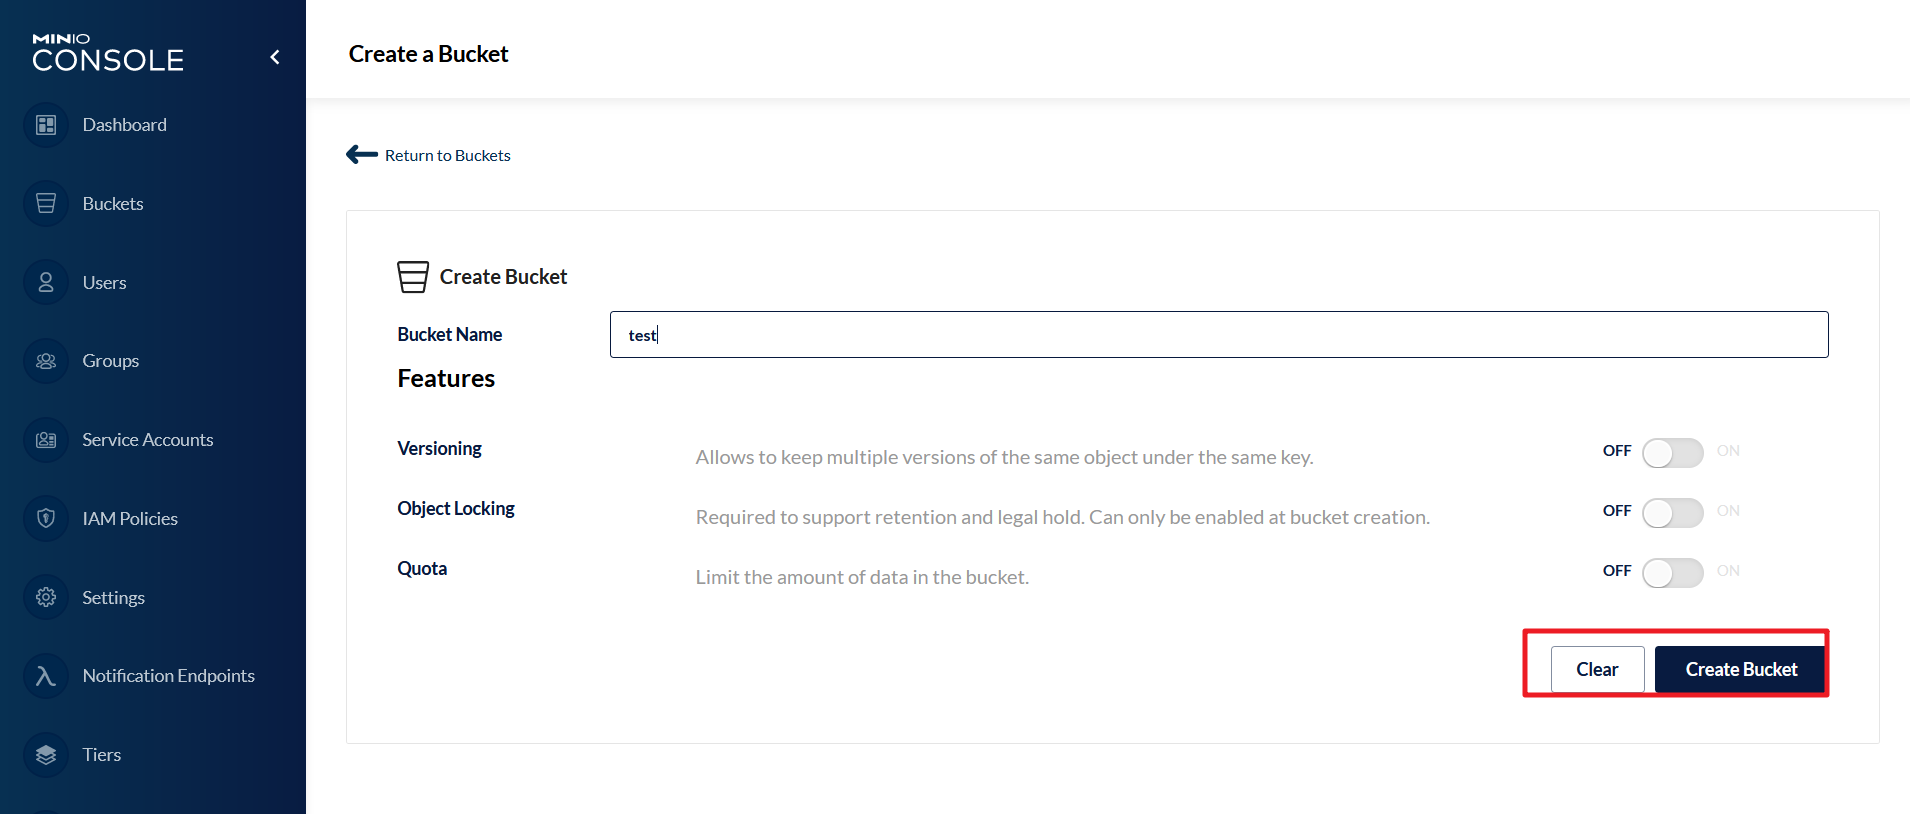 MINIO
CONSOLE
Dashboard
Buckets
Users
Groups
Service Accounts
IAM Policies
Settings
Notification Endpoints
Tiers
Create a Bucket
Return to Buckets
Create Bucket
Bucket Name test
Features
Versioning Allows to keep multiple versions of the same object under the same key. OFF ON
Object Locking Required to support retention and legal hold. Can only be enabled at bucket creation. OFF ON
Quota Limit the amount of data in the bucket. OFF ON
Clear Create Bucket